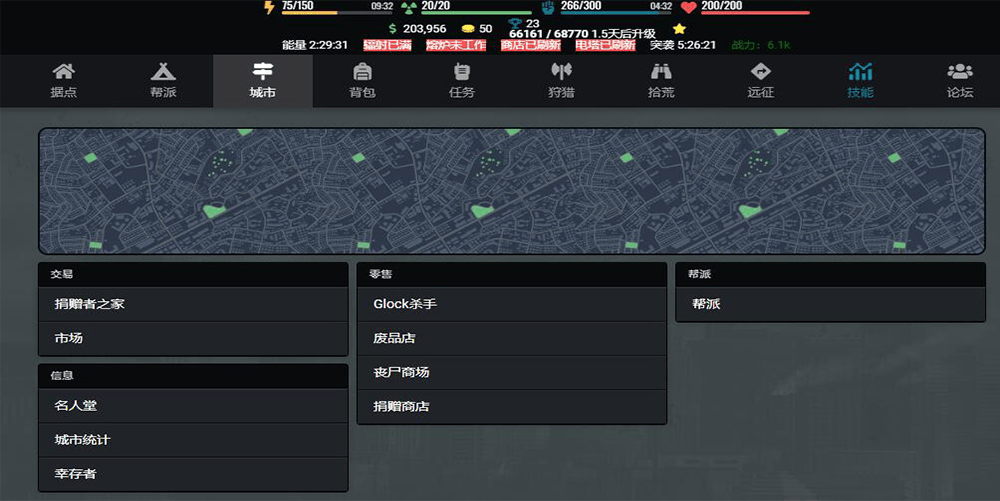 75/150 09:32 20/20 266/300 04:32 200/200
$ 203,956 50 23
66161 / 68770 1.5天后升级
能量 2:29:31 辐射已满 熔炉未工作 商店已刷新 电塔已刷新 突袭 5:26:21 战力：6.1k
据点 帮派 城市 背包 任务 狩猎 拾荒 远征 技能 论坛
交易
捐赠者之家
市场
信息
名人堂
城市统计
幸存者
零售
Glock杀手
废品店
丧尸商场
捐赠商店
帮派
帮派